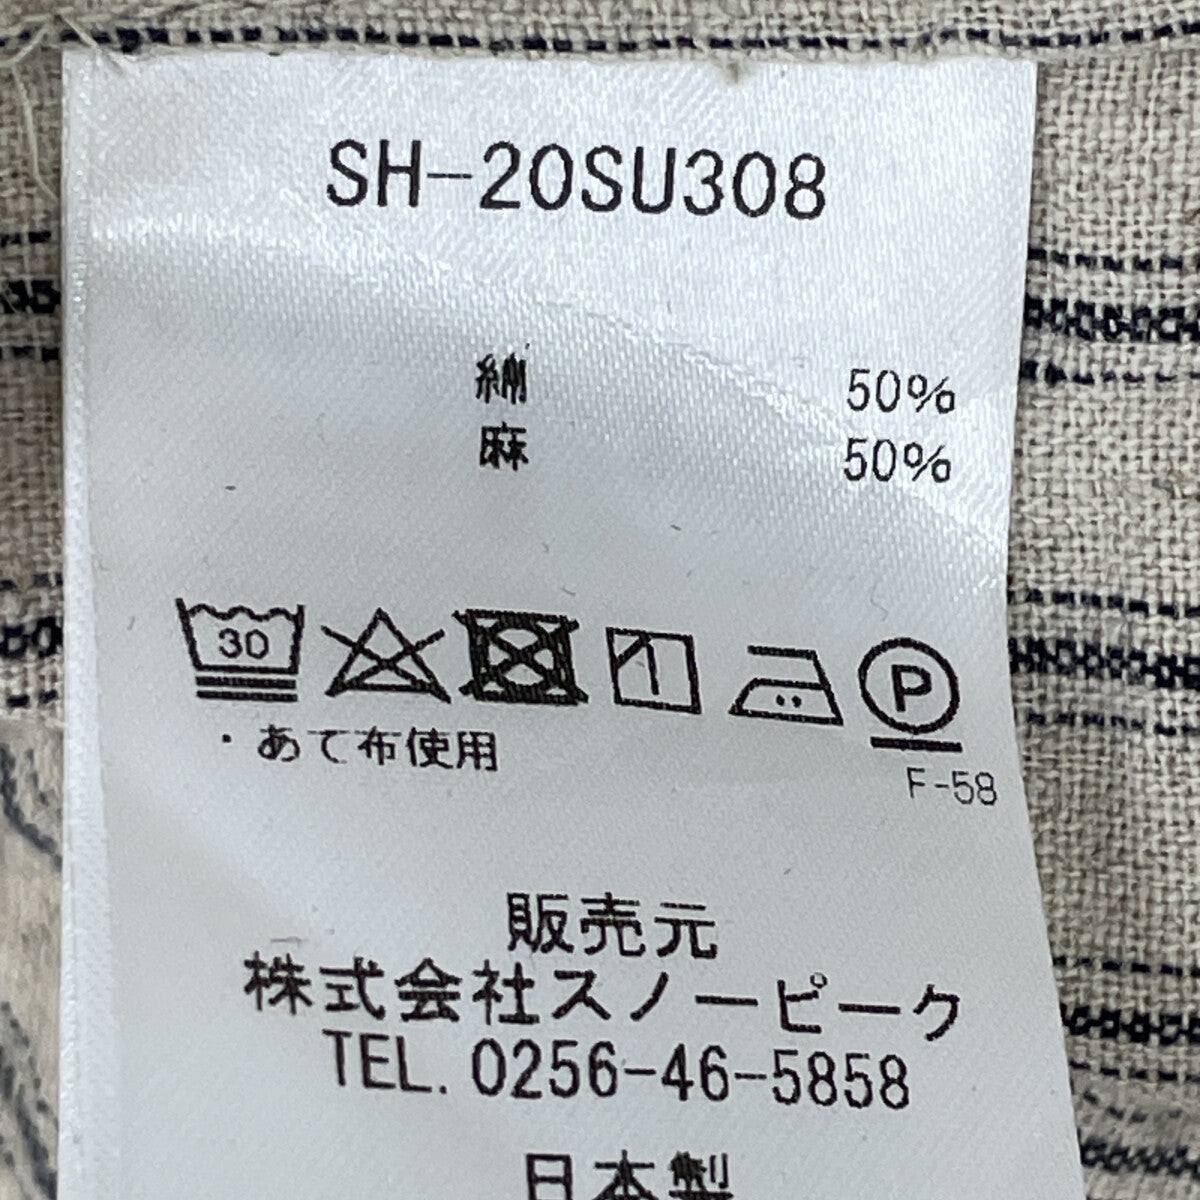 SH-20SU308
綿 50%
麻 50%
30 P
・あて布使用
F-58
販売元
株式会社スノーピーク
TEL. 0256-46-5858
日本製